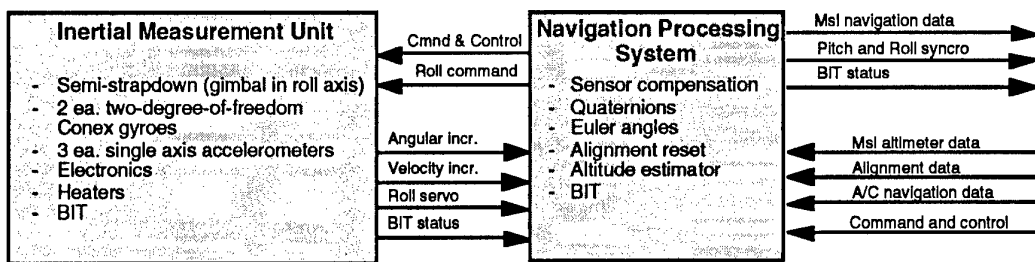 Inertial Measurement Unit
- Semi-strapdown (gimbal in roll axis)
- 2 ea. two-degree-of-freedom
Conex gyroes
- 3 ea. single axis accelerometers
- Electronics
- Heaters
- BIT
Cmnd & Control
Roll command
Angular incr.
Velocity incr.
Roll servo
BIT status
Navigation Processing
System
- Sensor compensation
- Quaternions
- Euler angles
- Alignment reset
- Altitude estimator
- BIT
Msl navigation data
Pitch and Roll syncro
BIT status
Msl altimeter data
Alignment data
A/C navigation data
Command and control